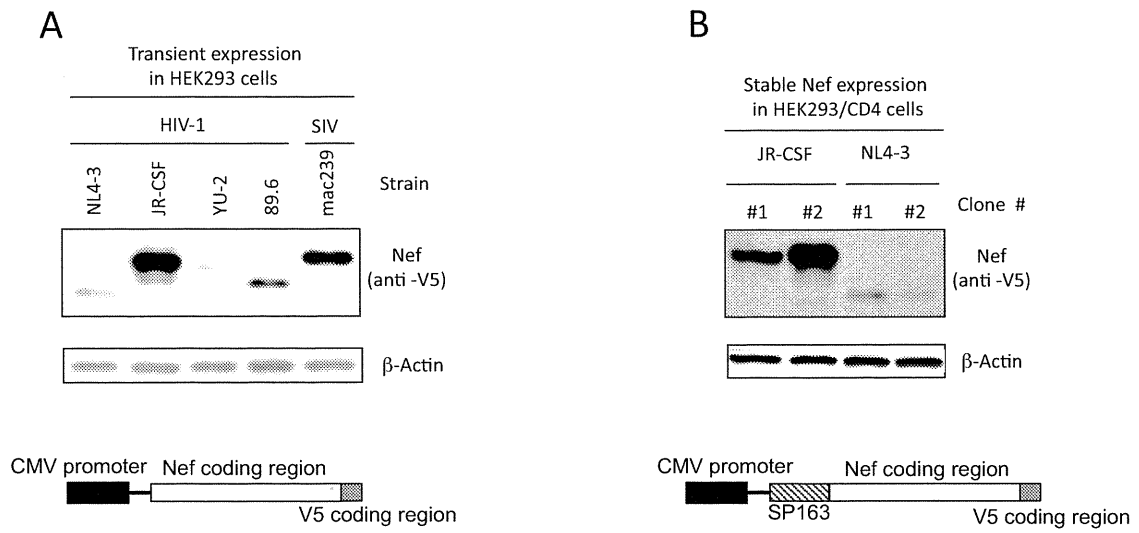 A
Transient expression
in HEK293 cells
HIV-1
SIV
NL4-3
JR-CSF
YU-2
89.6
mac239
Strain
Nef
(anti -V5)
β-Actin
CMV promoter
Nef coding region
V5 coding region
B
Stable Nef expression
in HEK293/CD4 cells
JR-CSF
NL4-3
#1
#2
#1
#2
Clone #
Nef
(anti -V5)
β-Actin
CMV promoter
Nef coding region
SP163
V5 coding region